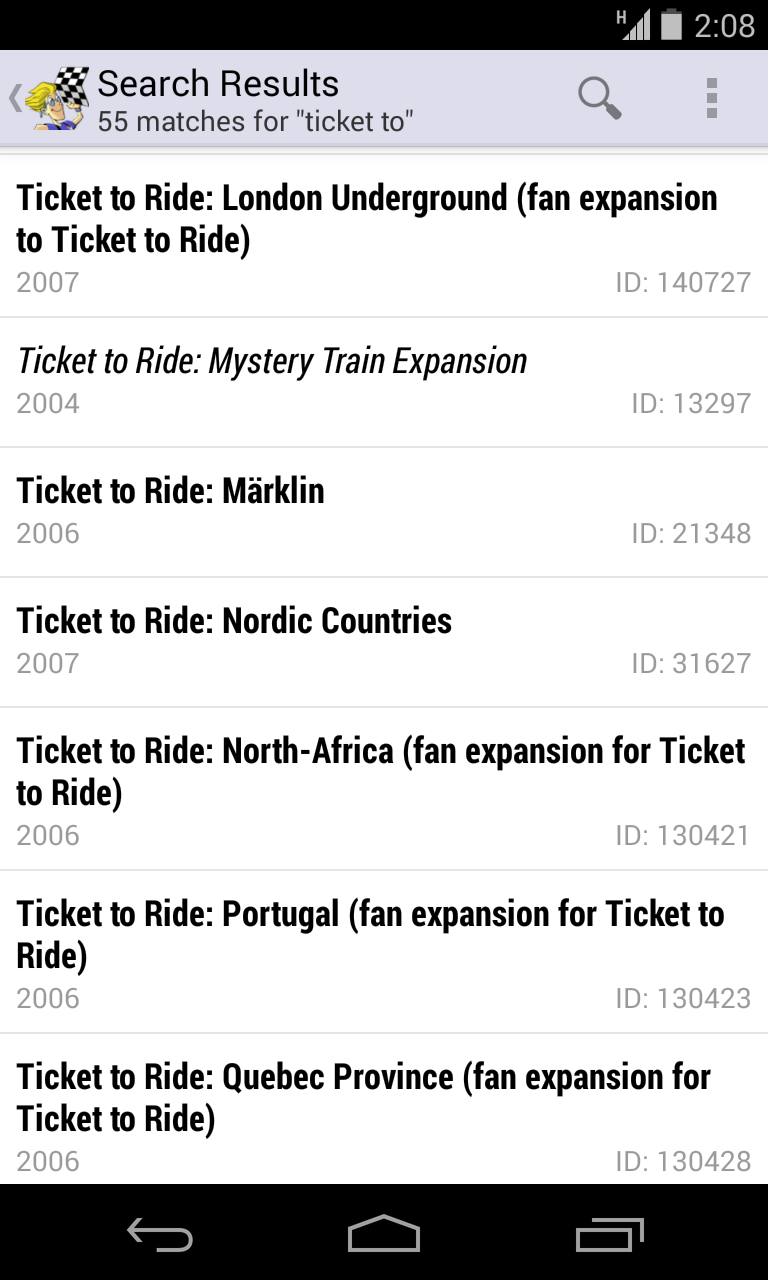 H 2:08
Search Results
55 matches for "ticket to"
Ticket to Ride: London Underground (fan expansion
to Ticket to Ride)
2007 ID: 140727
Ticket to Ride: Mystery Train Expansion
2004 ID: 13297
Ticket to Ride: Märklin
2006 ID: 21348
Ticket to Ride: Nordic Countries
2007 ID: 31627
Ticket to Ride: North-Africa (fan expansion for Ticket
to Ride)
2006 ID: 130421
Ticket to Ride: Portugal (fan expansion for Ticket to
Ride)
2006 ID: 130423
Ticket to Ride: Quebec Province (fan expansion for
Ticket to Ride)
2006 ID: 130428